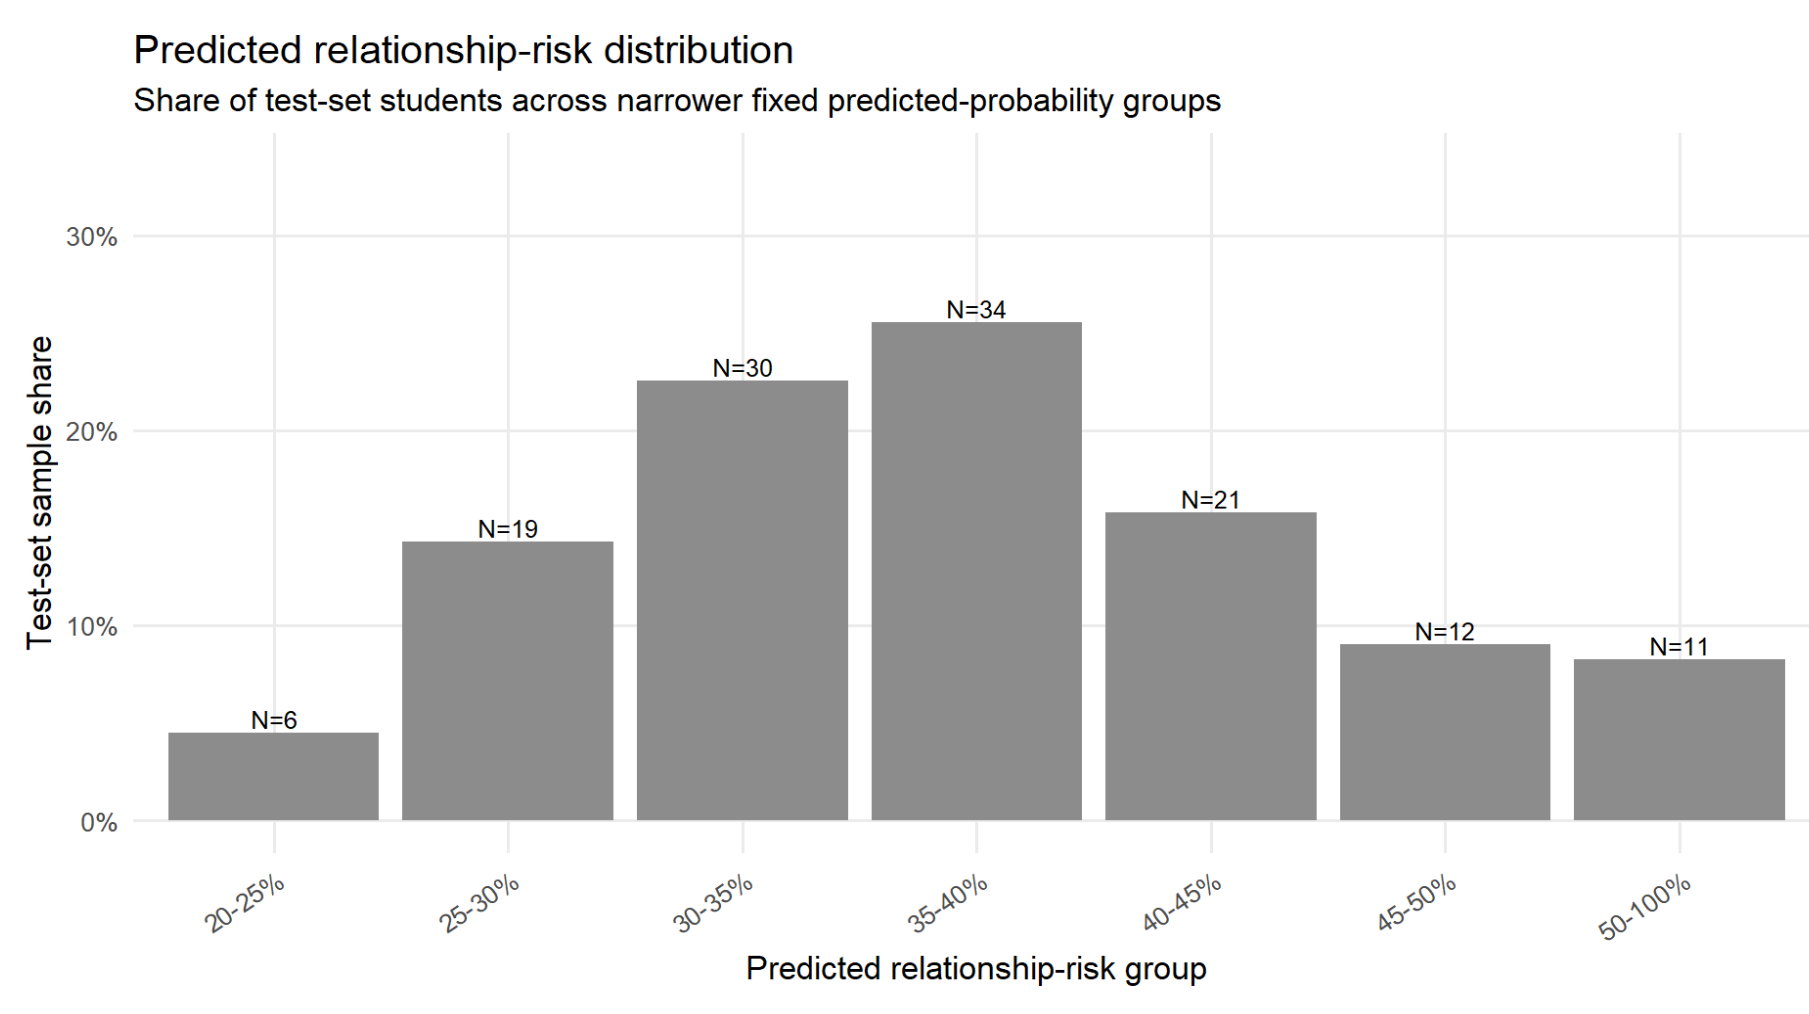 Predicted relationship-risk distribution
Share of test-set students across narrower fixed predicted-probability groups
Test-set sample share
30%
20%
10%
0%
N=6
N=19
N=30
N=34
N=21
N=12
N=11
20-25%
25-30%
30-35%
35-40%
40-45%
45-50%
50-100%
Predicted relationship-risk group